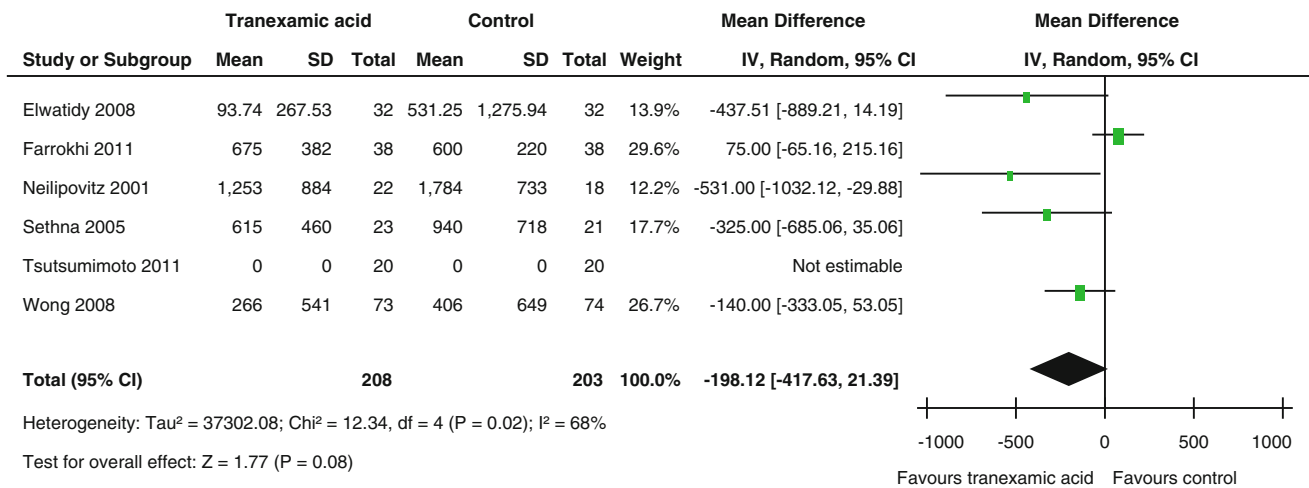 Tranexamic acid Control Mean Difference Mean Difference
Study or Subgroup Mean SD Total Mean SD Total Weight IV, Random, 95% CI IV, Random, 95% CI
Elwatidy 2008 93.74 267.53 32 531.25 1,275.94 32 13.9% -437.51 [-889.21, 14.19]
Farrokhi 2011 675 382 38 600 220 38 29.6% 75.00 [-65.16, 215.16]
Neilipovitz 2001 1,253 884 22 1,784 733 18 12.2% -531.00 [-1032.12, -29.88]
Sethna 2005 615 460 23 940 718 21 17.7% -325.00 [-685.06, 35.06]
Tsutsumimoto 2011 0 0 20 0 0 20 Not estimable
Wong 2008 266 541 73 406 649 74 26.7% -140.00 [-333.05, 53.05]
Total (95% CI) 208 203 100.0% -198.12 [-417.63, 21.39]
Heterogeneity: Tau² = 37302.08; Chi² = 12.34, df = 4 (P = 0.02); I² = 68%
Test for overall effect: Z = 1.77 (P = 0.08)
-1000 -500 0 500 1000
Favours tranexamic acid Favours control